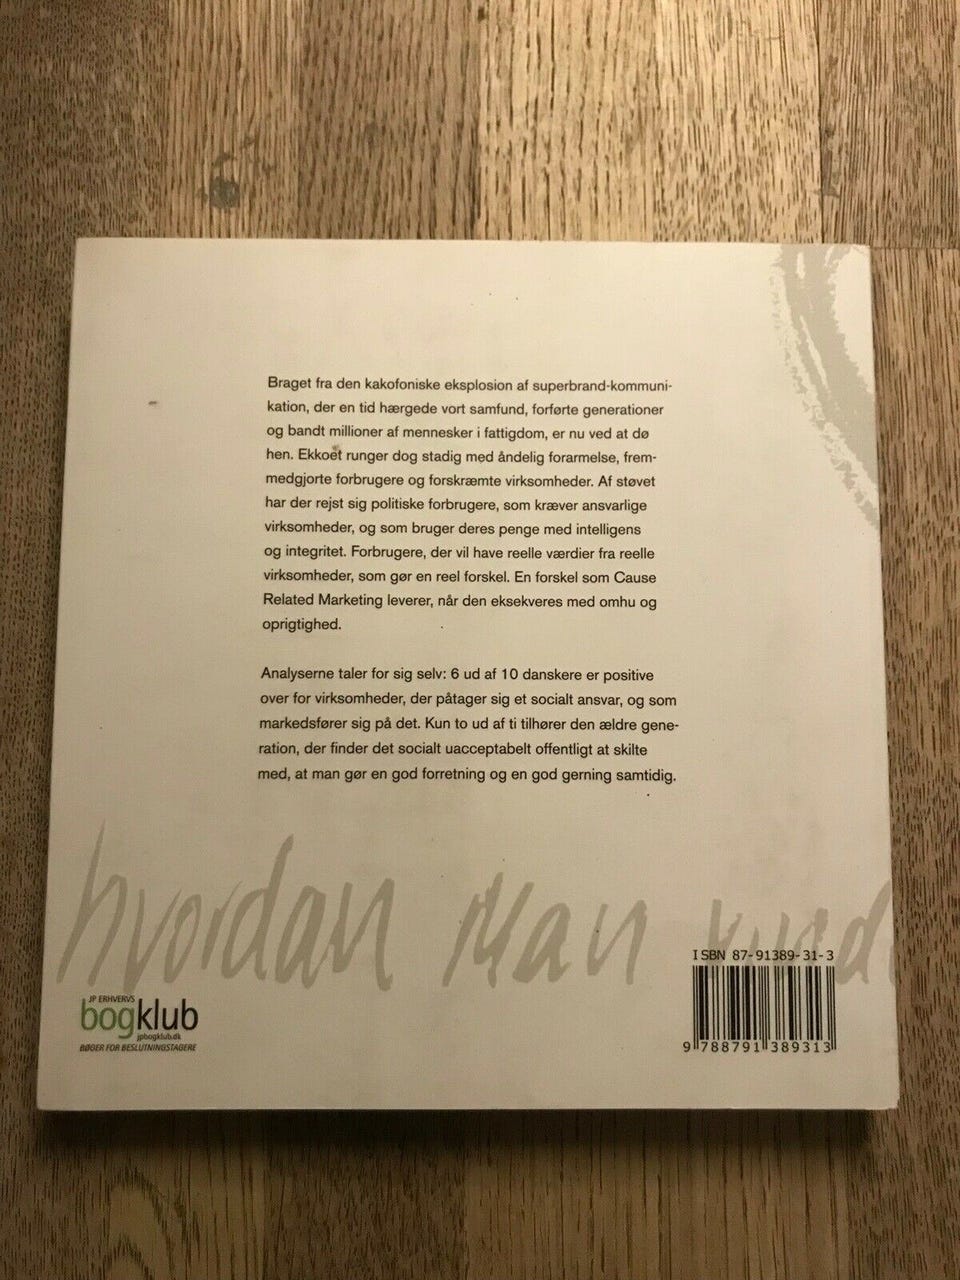 Braget fra den kakofoniske eksplosion af superbrand-kommuni-
kation, der en tid hærgede vort samfund, forførte generationer
og bandt millioner af mennesker i fattigdom, er nu ved at dø
hen. Ekkoet runger dog stadig med åndelig forarmelse, frem-
medgjorte forbrugere og forskræmte virksomheder. Af støvet
har der rejst sig politiske forbrugere, som kræver ansvarlige
virksomheder, og som bruger deres penge med intelligens
og integritet. Forbrugere, der vil have reelle værdier fra reelle
virksomheder, som gør en reel forskel. En forskel som Cause
Related Marketing leverer, når den eksekveres med omhu og
oprigtighed.
Analyserne taler for sig selv: 6 ud af 10 danskere er positive
over for virksomheder, der påtager sig et socialt ansvar, og som
markedsfører sig på det. Kun to ud af ti tilhører den ældre gene-
ration, der finder det socialt uacceptabelt offentligt at skilte
med, at man gør en god forretning og en god gerning samtidig.
hvordan man
ISBN 87-91389-31-3
9 788791 389313
JP ERHVERVS
bogklub
jpbogklub.dk
BØGER FOR BESLUTNINGSTAGERE